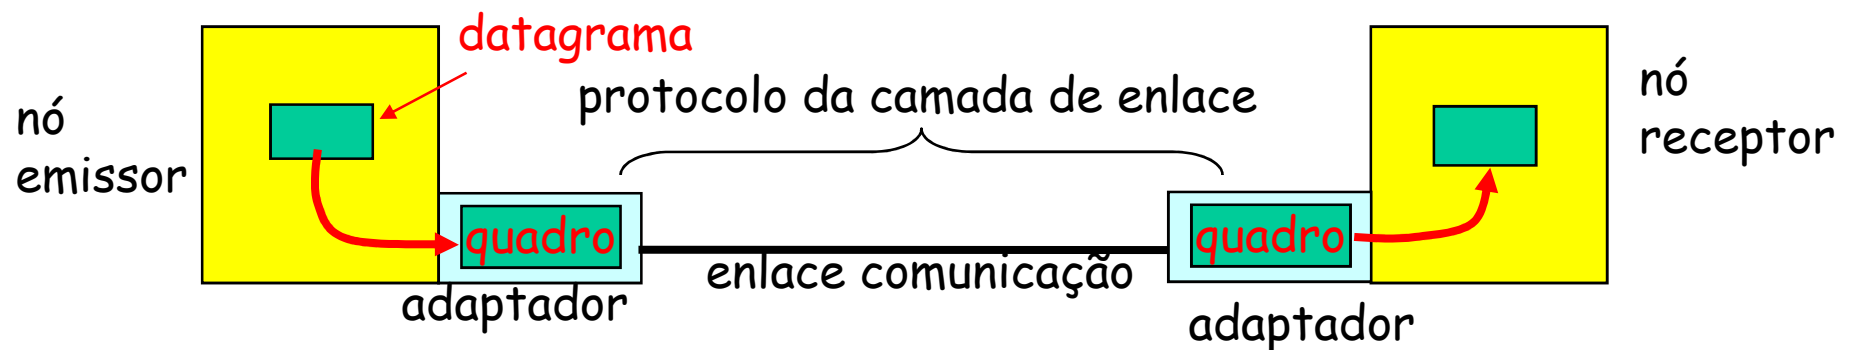 datagrama
protocolo da camada de enlace
nó
emissor
nó
receptor
quadro
quadro
enlace comunicação
adaptador
adaptador